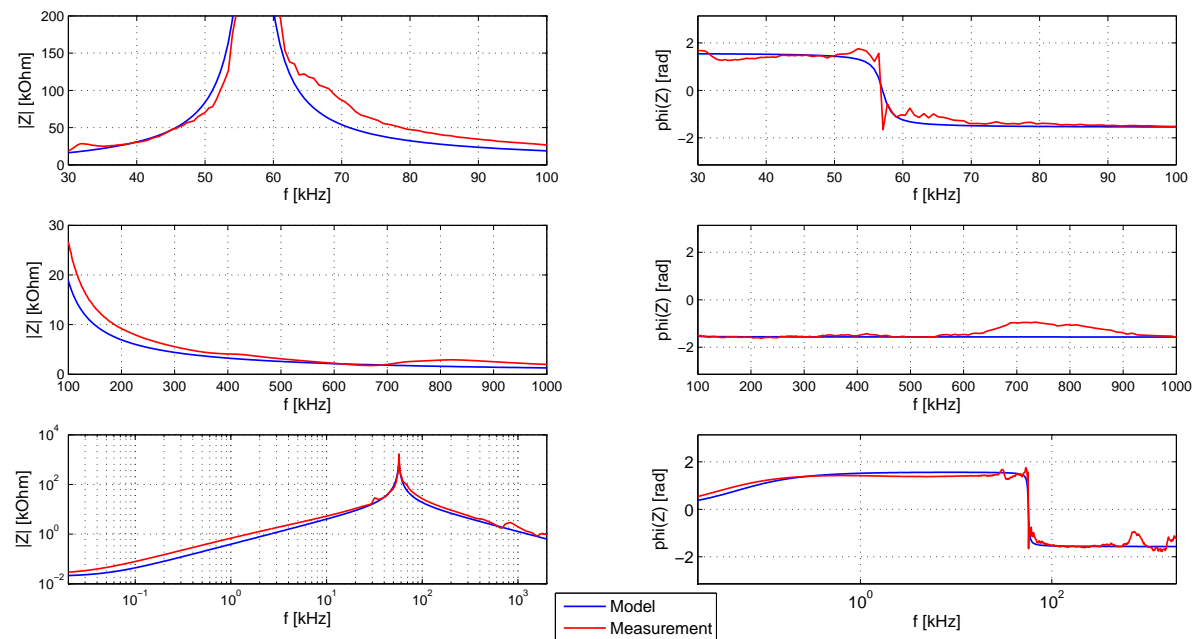 200
150
100
50
0
|Z| [kOhm]
30 40 50 60 70 80 90 100
f [kHz]
2
0
−2
phi(Z) [rad]
30 40 50 60 70 80 90 100
f [kHz]
30
20
10
0
|Z| [kOhm]
100 200 300 400 500 600 700 800 900 1000
f [kHz]
2
0
−2
phi(Z) [rad]
100 200 300 400 500 600 700 800 900 1000
f [kHz]
10^4
10^2
10^0
10^−2
|Z| [kOhm]
10^−1 10^0 10^1 10^2 10^3
f [kHz]
2
0
−2
phi(Z) [rad]
10^0 10^2
f [kHz]
Model
Measurement